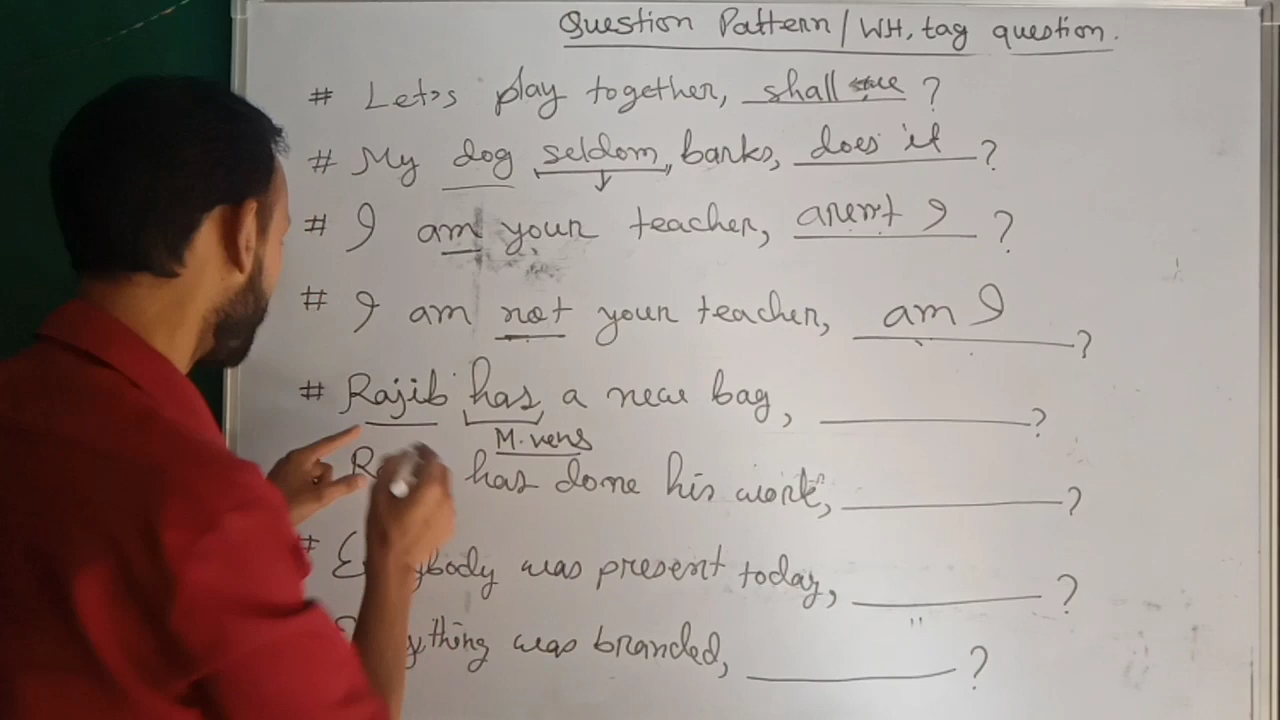 Question Pattern / WH, tag question.
# Let's play together, shall we ?
# My dog seldom, barks, does it ?
# I am your teacher, aren't I ?
# I am not your teacher, am I ?
# Rajib has a new bag, ?
M. verb
has done his work, ?
# was present today, ?
was branded, ?